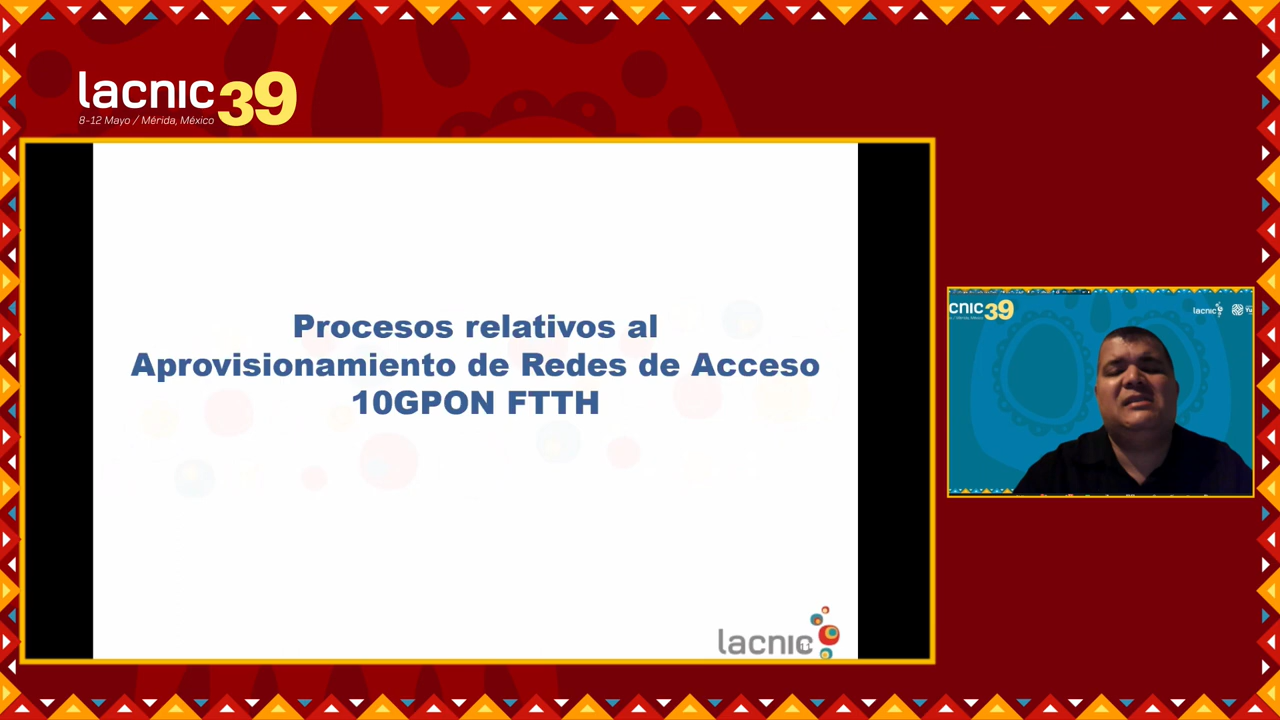 lacnic39
8-12 Mayo / Mérida, México
Procesos relativos al
Aprovisionamiento de Redes de Acceso
10GPON FTTH
lacnic
cnic39
lacnic